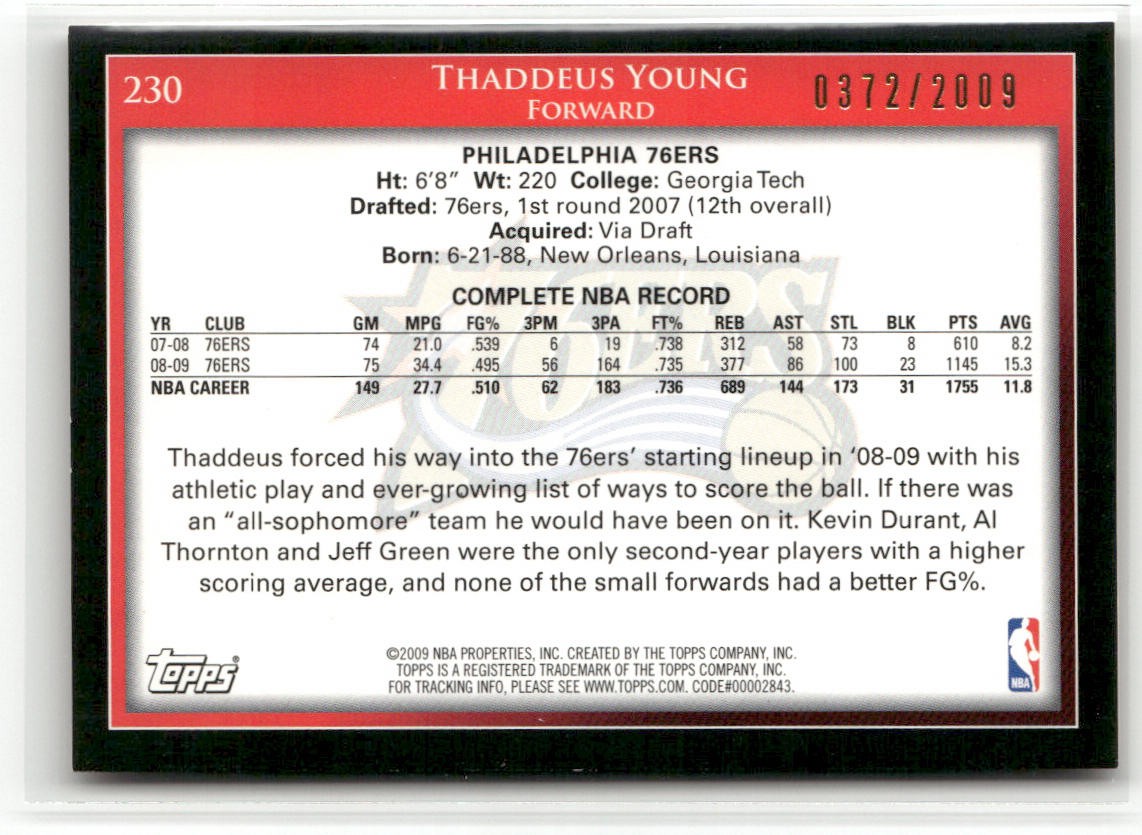 230 THADDEUS YOUNG 0372/2009
FORWARD
PHILADELPHIA 76ERS
Ht: 6'8" Wt: 220 College: Georgia Tech
Drafted: 76ers, 1st round 2007 (12th overall)
Acquired: Via Draft
Born: 6-21-88, New Orleans, Louisiana
76ERS
COMPLETE NBA RECORD
YR CLUB GM MPG FG% 3PM 3PA FT% REB AST STL BLK PTS AVG
07-08 76ERS 74 21.0 .539 6 19 .738 312 58 73 8 610 8.2
08-09 76ERS 75 34.4 .495 56 164 .735 377 86 100 23 1145 15.3
NBA CAREER 149 27.7 .510 62 183 .736 689 144 173 31 1755 11.8
Thaddeus forced his way into the 76ers' starting lineup in '08-09 with his
athletic play and ever-growing list of ways to score the ball. If there was
an "all-sophomore" team he would have been on it. Kevin Durant, Al
Thornton and Jeff Green were the only second-year players with a higher
scoring average, and none of the small forwards had a better FG%.
Topps®
©2009 NBA PROPERTIES, INC. CREATED BY THE TOPPS COMPANY, INC.
TOPPS IS A REGISTERED TRADEMARK OF THE TOPPS COMPANY, INC.
FOR TRACKING INFO, PLEASE SEE WWW.TOPPS.COM. CODE#00002843.
NBA